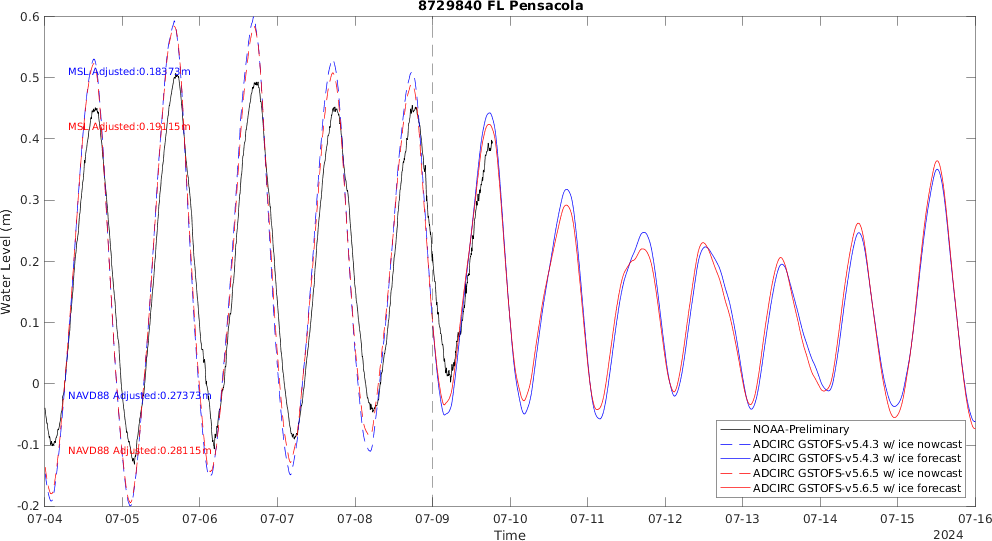 8729840 FL Pensacola
0.6
0.5
0.4
0.3
0.2
0.1
0
-0.1
-0.2
Water Level (m)
MSL Adjusted:0.18373m
MSL Adjusted:0.19115m
NAVD88 Adjusted:0.27373m
NAVD88 Adjusted:0.28115m
NOAA-Preliminary
ADCIRC GSTOFS-v5.4.3 w/ ice nowcast
ADCIRC GSTOFS-v5.4.3 w/ ice forecast
ADCIRC GSTOFS-v5.6.5 w/ ice nowcast
ADCIRC GSTOFS-v5.6.5 w/ ice forecast
07-04 07-05 07-06 07-07 07-08 07-09 07-10 07-11 07-12 07-13 07-14 07-15 07-16
Time
2024